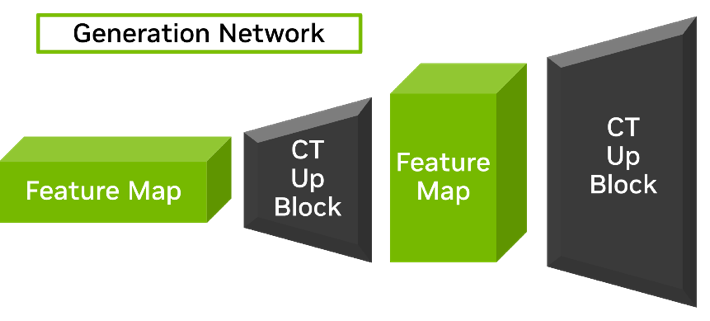 Generation Network
Feature Map
CT
Up
Block
Feature
Map
CT
Up
Block